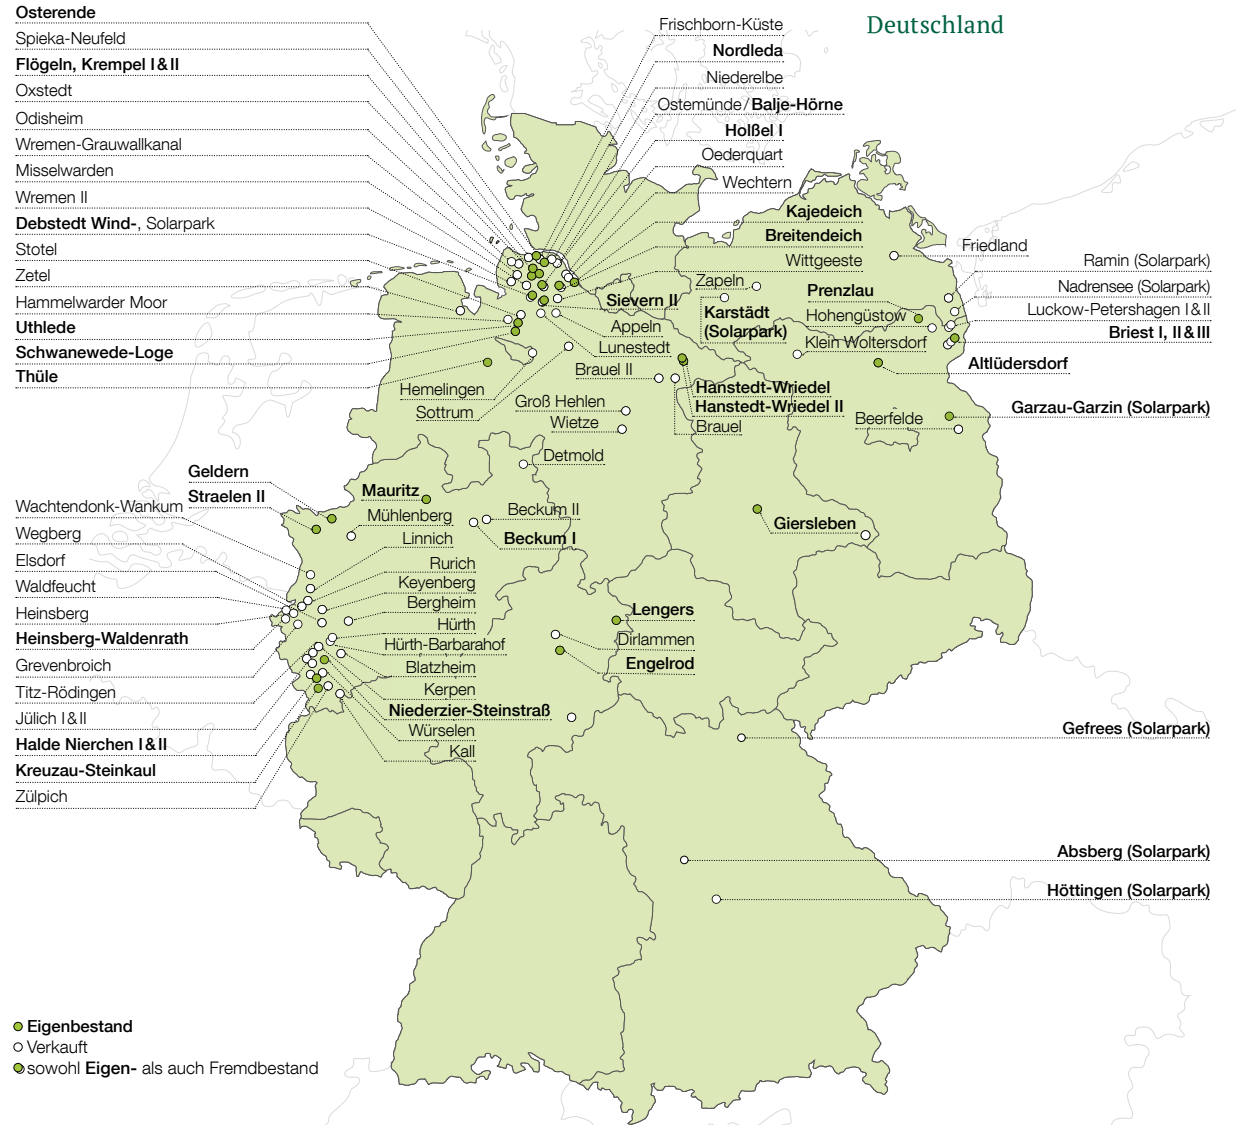 Deutschland
Osterende
Spieka-Neufeld
Flögeln, Krempel I & II
Oxstedt
Odisheim
Wremen-Grauwallkanal
Misselwarden
Wremen II
Debstedt Wind-, Solarpark
Stotel
Zetel
Hammelwarder Moor
Uthlede
Schwanewede-Loge
Thüle
Frischborn-Küste
Nordleda
Niederelbe
Ostemünde / Balje-Hörne
Holßel I
Oederquart
Wechtern
Kajedeich
Breitendeich
Wittgeeste
Sievern II
Appeln
Lunestedt
Brauel II
Hemelingen
Sottrum
Groß Hehlen
Wietze
Detmold
Zapeln
Karstädt
(Solarpark)
Prenzlau
Hohengüstow
Klein Woltersdorf
Hanstedt-Wriedel
Hanstedt-Wriedel II
Brauel
Friedland
Ramin (Solarpark)
Nadrensee (Solarpark)
Luckow-Petershagen I & II
Briest I, II & III
Altlüdersdorf
Garzau-Garzin (Solarpark)
Beerfelde
Geldern
Straelen II
Wachtendonk-Wankum
Wegberg
Elsdorf
Waldfeucht
Heinsberg
Heinsberg-Waldenrath
Grevenbroich
Titz-Rödingen
Jülich I & II
Halde Nierchen I & II
Kreuzau-Steinkaul
Zülpich
Mauritz
Mühlenberg
Linnich
Rurich
Keyenberg
Bergheim
Hürth
Hürth-Barbarahof
Blatzheim
Kerpen
Niederzier-Steinstraß
Würselen
Kall
Beckum II
Beckum I
Giersleben
Lengers
Dirlammen
Engelrod
Gefrees (Solarpark)
Absberg (Solarpark)
Höttingen (Solarpark)
Eigenbestand
Verkauft
sowohl Eigen- als auch Fremdbestand